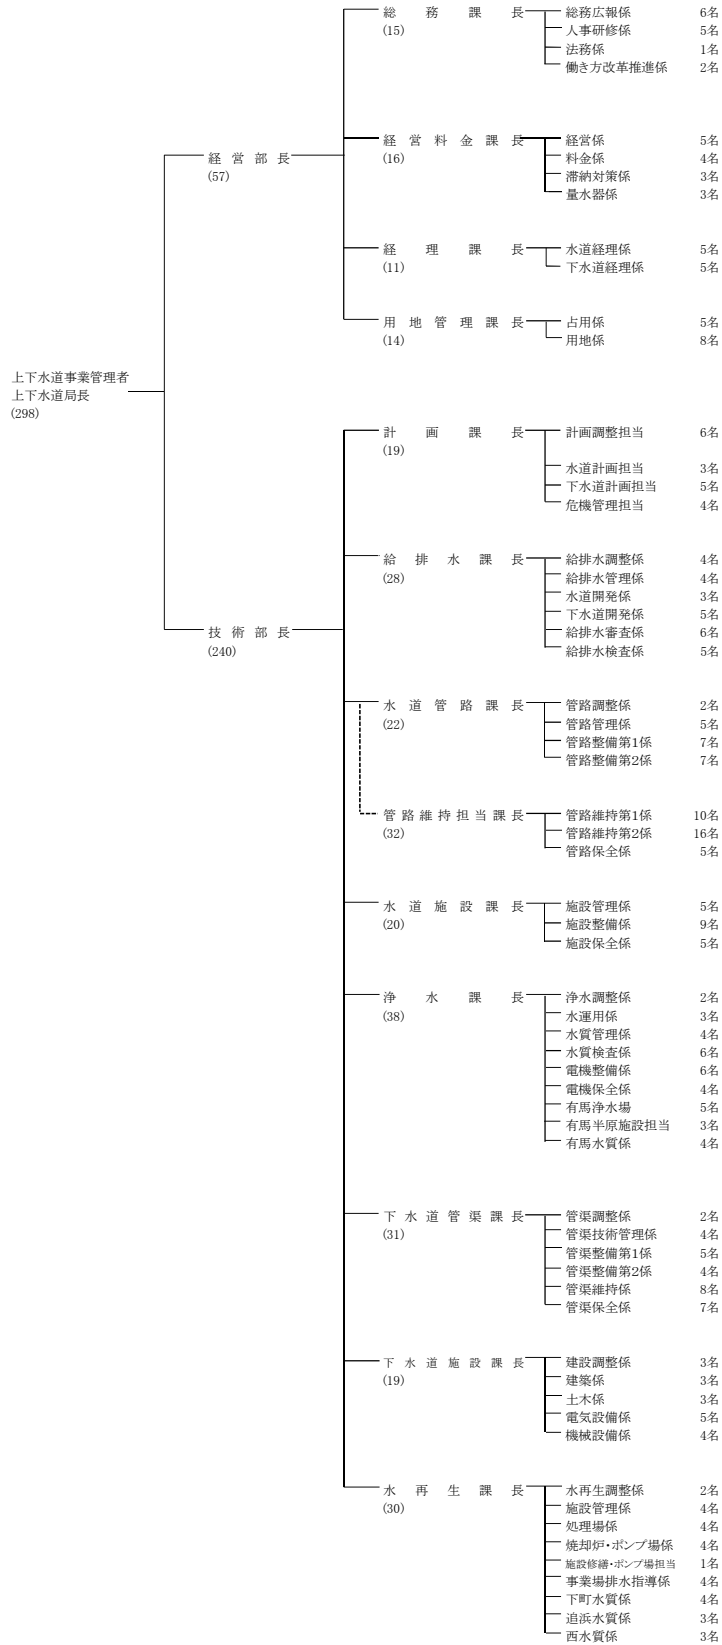 上下水道事業管理者
上下水道局長
(298)
経営部長
(57)
総務課長
(15)
総務広報係 6名
人事研修係 5名
法務係 1名
働き方改革推進係 2名
経営料金課長
(16)
経営係 5名
料金係 4名
滞納対策係 3名
量水器係 3名
経理課長
(11)
水道経理係 5名
下水道経理係 5名
用地管理課長
(14)
占用係 5名
用地係 8名
技術部長
(240)
計画課長
(19)
計画調整担当 6名
水道計画担当 3名
下水道計画担当 5名
危機管理担当 4名
給排水課長
(28)
給排水調整係 4名
給排水管理係 4名
水道開発係 3名
下水道開発係 5名
給排水審査係 6名
給排水検査係 5名
水道管路課長
(22)
管路調整係 2名
管路管理係 5名
管路整備第1係 7名
管路整備第2係 7名
管路維持担当課長
(32)
管路維持第1係 10名
管路維持第2係 16名
管路保全係 5名
水道施設課長
(20)
施設管理係 5名
施設整備係 9名
施設保全係 5名
浄水課長
(38)
浄水調整係 2名
水運用係 3名
水質管理係 4名
水質検査係 6名
電機整備係 6名
電機保全係 4名
有馬浄水場 5名
有馬半原施設担当 3名
有馬水質係 4名
下水道管渠課長
(31)
管渠調整係 2名
管渠技術管理係 4名
管渠整備第1係 5名
管渠整備第2係 4名
管渠維持係 8名
管渠保全係 7名
下水道施設課長
(19)
建設調整係 3名
建築係 3名
土木係 3名
電気設備係 5名
機械設備係 4名
水再生課長
(30)
水再生調整係 2名
施設管理係 4名
処理場係 4名
焼却炉・ポンプ場係 4名
施設修繕・ポンプ場担当 1名
事業場排水指導係 4名
下町水質係 4名
追浜水質係 3名
西水質係 3名